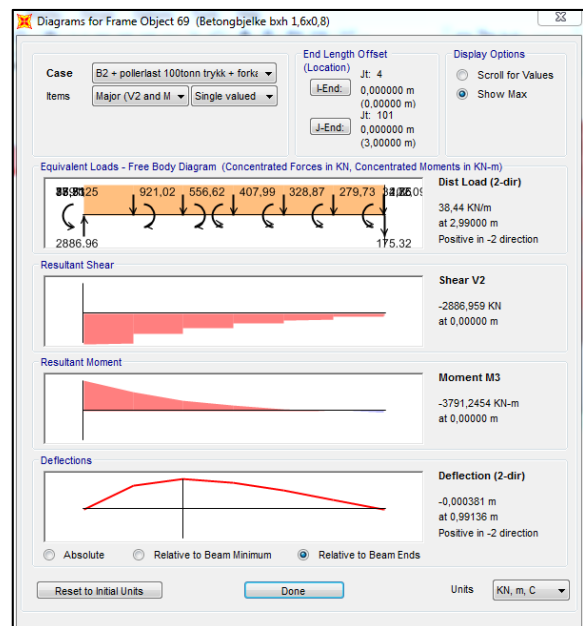 Diagrams for Frame Object 69 (Betongbjelke bxh 1,6x0,8)
Case
B2 + pollerlast 100tonn trykk + forka
Items
Major (V2 and M
Single valued
End Length Offset
(Location)
Jt: 4
I-End:
0,000000 m
(0,00000 m)
Jt: 101
J-End:
0,000000 m
(3,00000 m)
Display Options
Scroll for Values
Show Max
Equivalent Loads - Free Body Diagram (Concentrated Forces in KN, Concentrated Moments in KN-m)
921,02 556,62 407,99 328,87 279,73
2886.96
175.32
Dist Load (2-dir)
38,44 KN/m
at 2,99000 m
Positive in -2 direction
Resultant Shear
Shear V2
-2886,959 KN
at 0,00000 m
Resultant Moment
Moment M3
-3791,2454 KN-m
at 0,00000 m
Deflections
Deflection (2-dir)
-0,000381 m
at 0,99136 m
Positive in -2 direction
Absolute
Relative to Beam Minimum
Relative to Beam Ends
Reset to Initial Units
Done
Units
KN, m, C